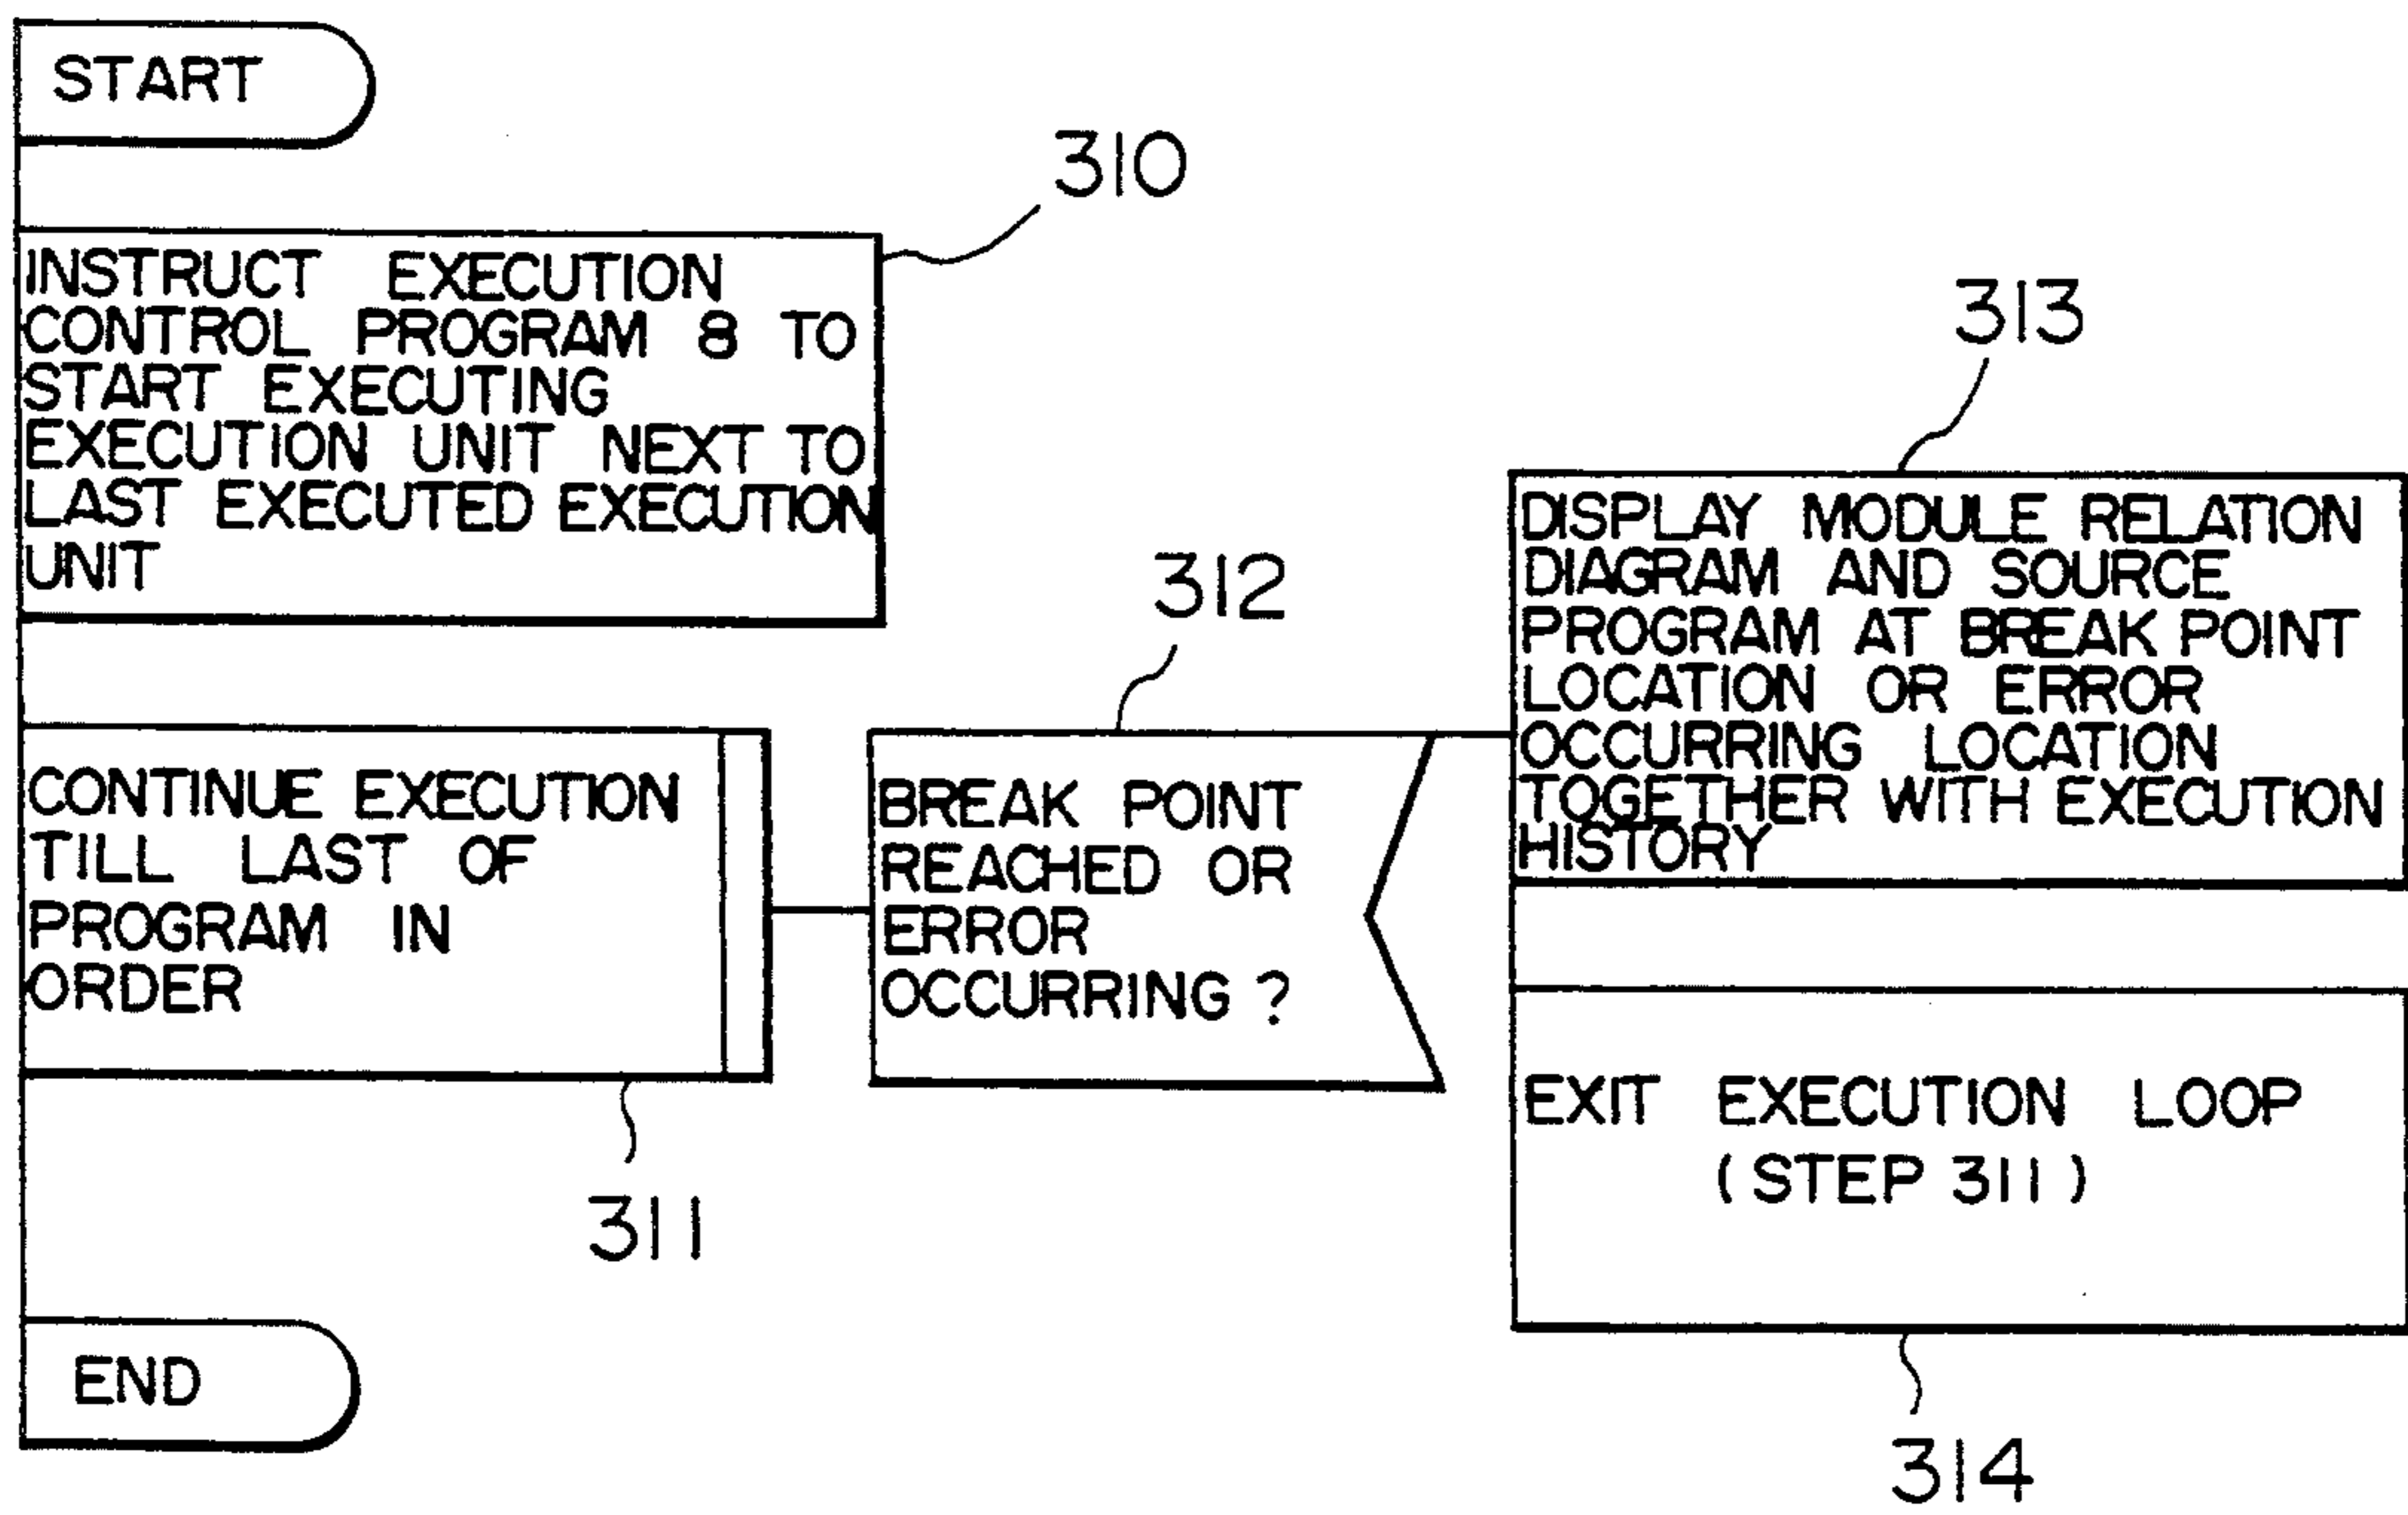 START
310
INSTRUCT EXECUTION
CONTROL PROGRAM 8 TO
START EXECUTING
EXECUTION UNIT NEXT TO
LAST EXECUTED EXECUTION
UNIT
CONTINUE EXECUTION
TILL LAST OF
PROGRAM IN
ORDER
311
312
BREAK POINT
REACHED OR
ERROR
OCCURRING ?
313
DISPLAY MODULE RELATION
DIAGRAM AND SOURCE
PROGRAM AT BREAK POINT
LOCATION OR ERROR
OCCURRING LOCATION
TOGETHER WITH EXECUTION
HISTORY
EXIT EXECUTION LOOP
(STEP 311)
314
END